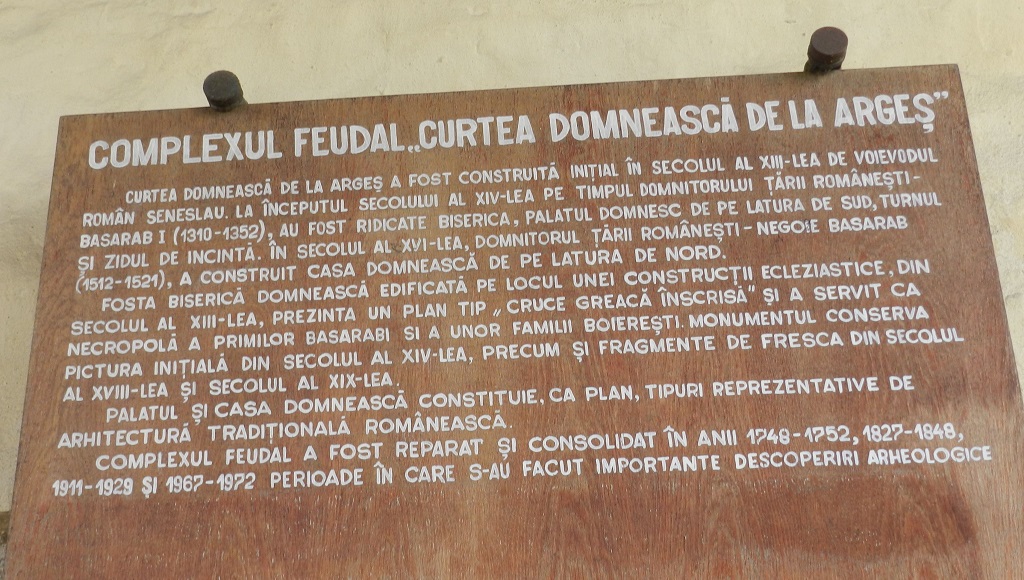 COMPLEXUL FEUDAL „CURTEA DOMNEASCĂ DE LA ARGEȘ”
CURTEA DOMNEASCĂ DE LA ARGEȘ A FOST CONSTRUITĂ INIȚIAL ÎN SECOLUL AL XIII-LEA DE VOIEVODUL
ROMÂN SENESLAU. LA ÎNCEPUTUL SECOLULUI AL XIV-LEA PE TIMPUL DOMNITORULUI ȚĂRII ROMÂNEȘTI-
BASARAB I (1310-1352), AU FOST RIDICATE BISERICA, PALATUL DOMNESC DE PE LATURA DE SUD, TURNUL
ȘI ZIDUL DE INCINTĂ. ÎN SECOLUL AL XVI-LEA, DOMNITORUL ȚĂRII ROMÂNEȘTI - NEGOIE BASARAB
(1512-1521), A CONSTRUIT CASA DOMNEASCĂ DE PE LATURA DE NORD.
FOSTA BISERICĂ DOMNEASCĂ EDIFICATĂ PE LOCUL UNEI CONSTRUCȚII ECLEZIASTICE, DIN
SECOLUL AL XIII-LEA, PREZINTA UN PLAN TIP „CRUCE GREACĂ ÎNSCRISĂ” ȘI A SERVIT CA
NECROPOLĂ A PRIMILOR BASARABI SI A UNOR FAMILII BOIEREȘTI. MONUMENTUL CONSERVA
PICTURA INIȚIALĂ DIN SECOLUL AL XIV-LEA, PRECUM ȘI FRAGMENTE DE FRESCA DIN SECOLUL
AL XVIII-LEA ȘI SECOLUL AL XIX-LEA.
PALATUL ȘI CASA DOMNEASCĂ CONSTITUIE, CA PLAN, TIPURI REPREZENTATIVE DE
ARHITECTURĂ TRADIȚIONALĂ ROMÂNEASCĂ.
COMPLEXUL FEUDAL A FOST REPARAT ȘI CONSOLIDAT ÎN ANII 1748-1752, 1827-1848,
1911-1929 ȘI 1967-1972 PERIOADE ÎN CARE S-AU FACUT IMPORTANTE DESCOPERIRI ARHEOLOGICE